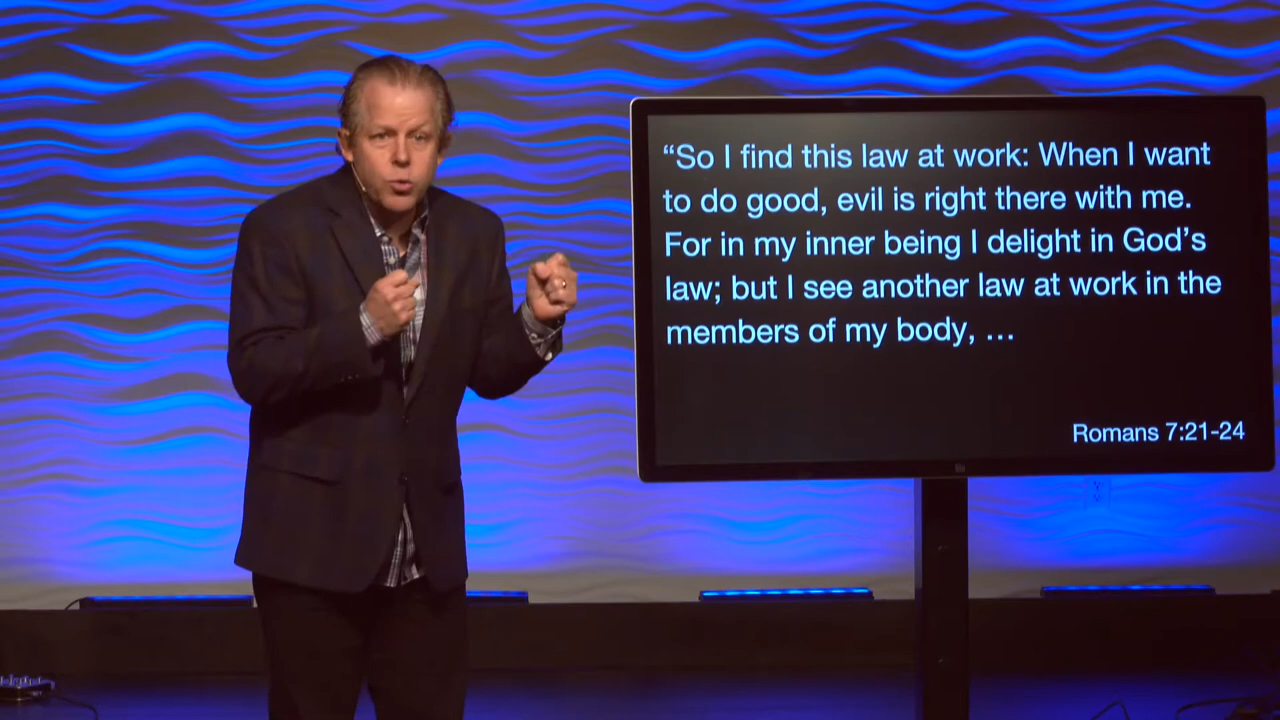 “So I find this law at work: When I want
to do good, evil is right there with me.
For in my inner being I delight in God’s
law; but I see another law at work in the
members of my body, …
Romans 7:21-24